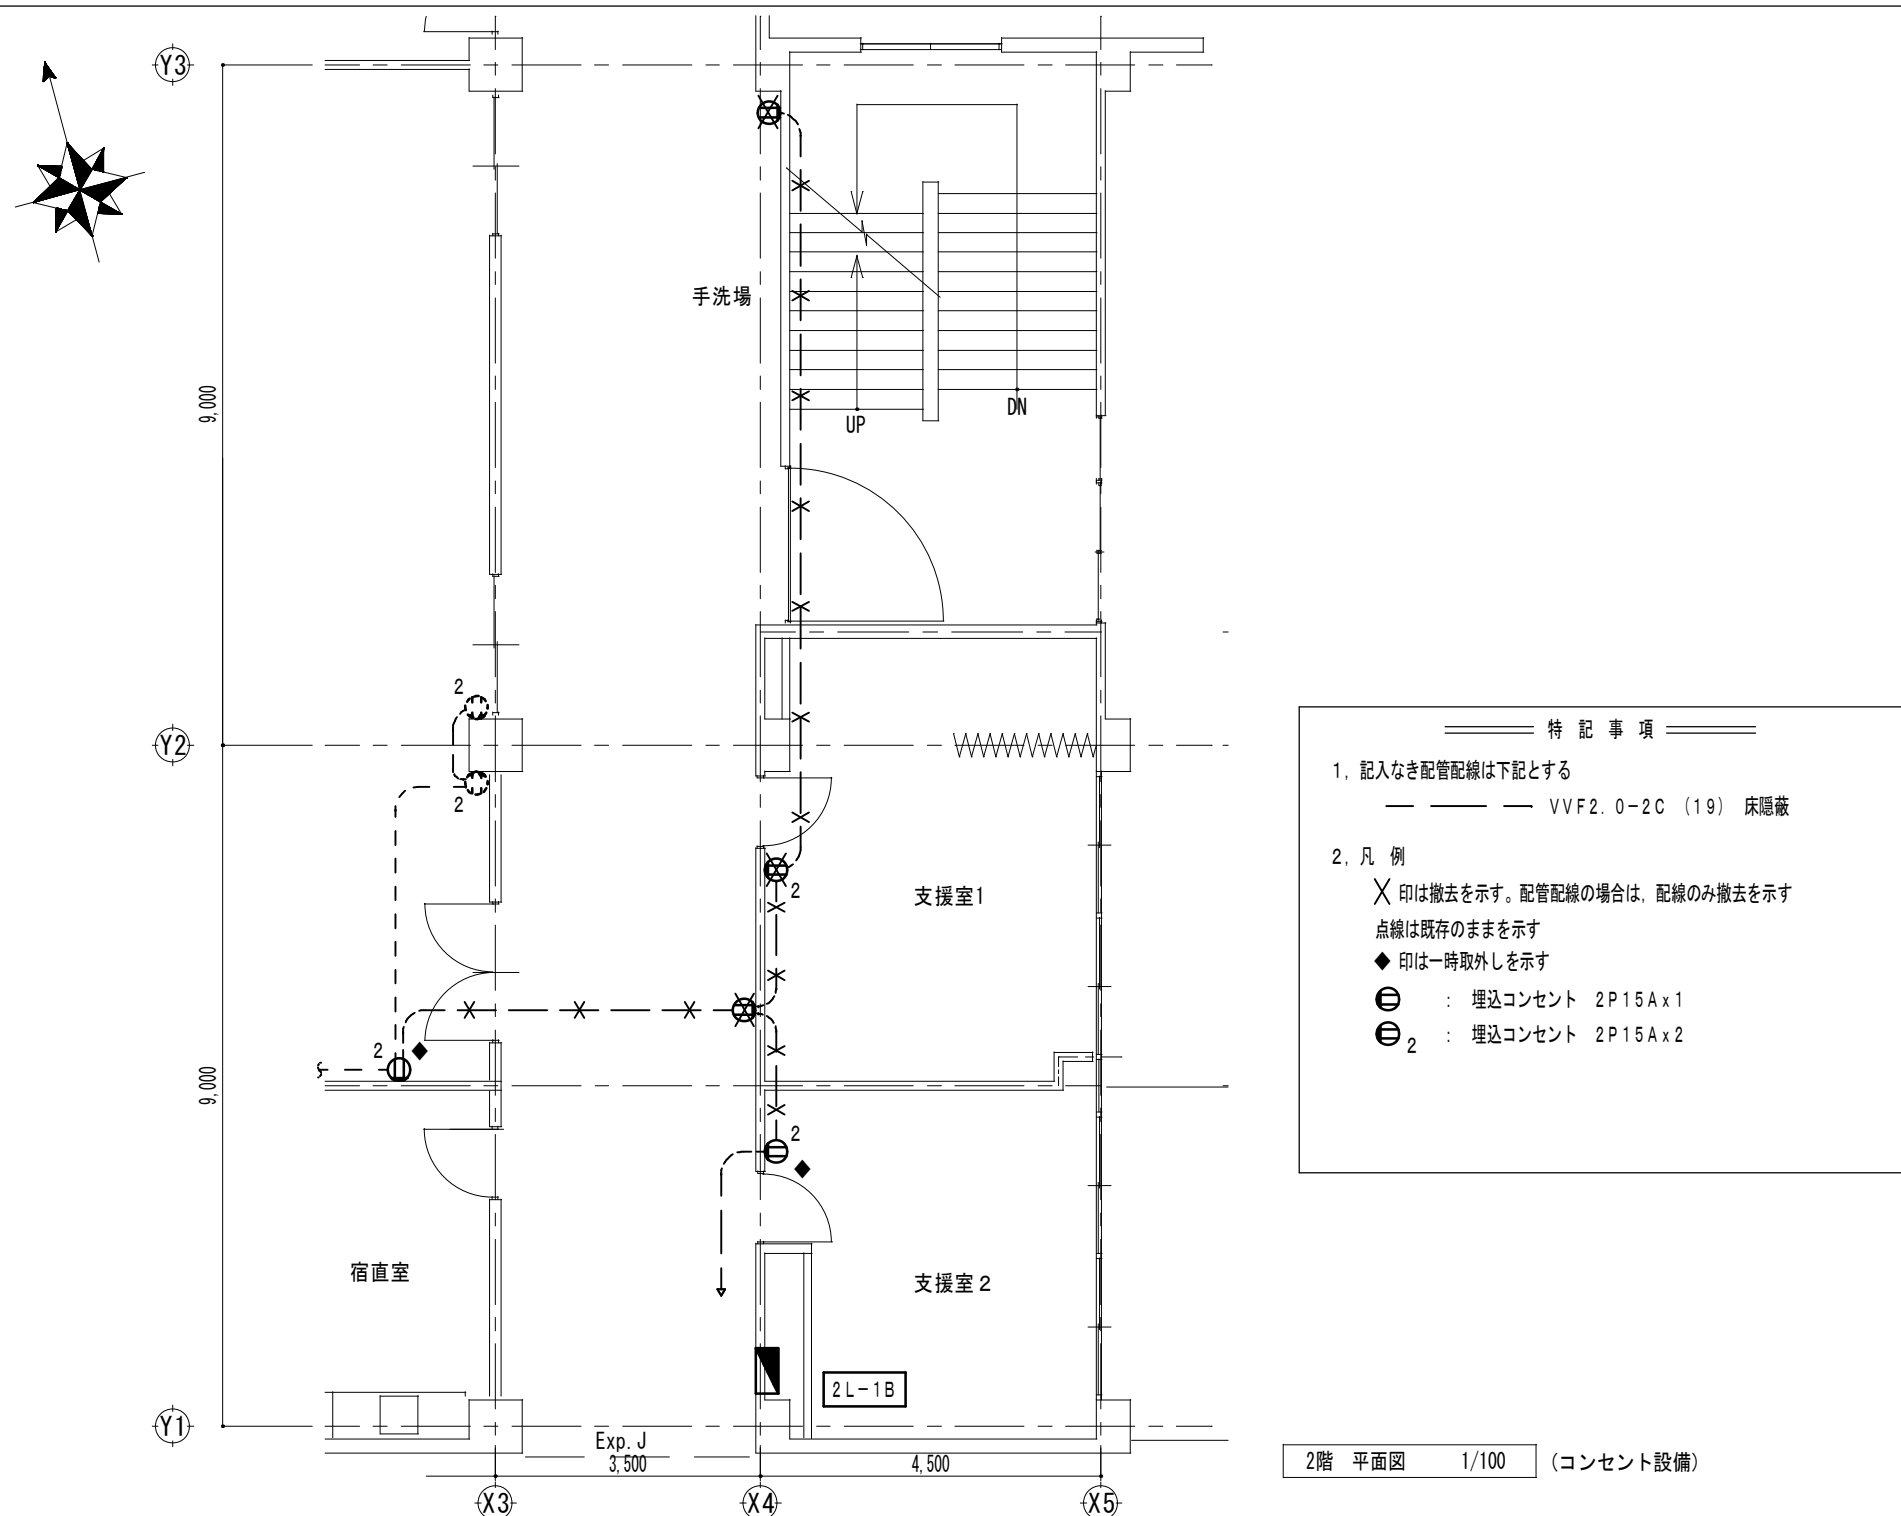 Y3
手洗場
9,000
UP
DN
2
Y2
2
2
支援室1
2
9,000
2
宿直室
支援室2
2L-1B
Y1
Exp.J
3,500
4,500
X3
X4
X5
特 記 事 項
1, 記入なき配管配線は下記とする
VVF2.0-2C (19) 床隠蔽
2, 凡 例
X 印は撤去を示す。配管配線の場合は, 配線のみ撤去を示す
点線は既存のままを示す
◆ 印は一時取外しを示す
: 埋込コンセント 2P15Ax1
2 : 埋込コンセント 2P15Ax2
2階 平面図 1/100 (コンセント設備)